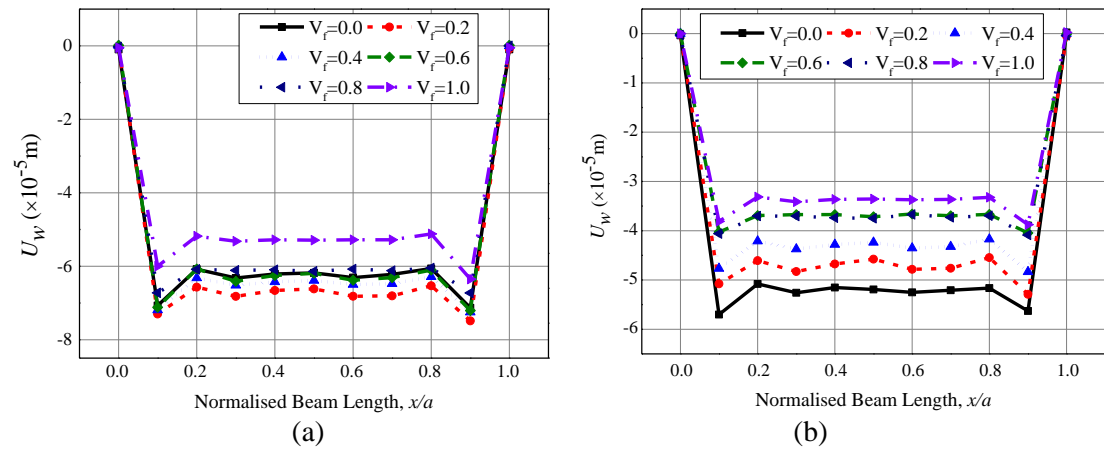 V_f=0.0 V_f=0.2
V_f=0.4 V_f=0.6
V_f=0.8 V_f=1.0
0
-2
-4
-6
-8
U_w (×10^-5 m)
0.0 0.2 0.4 0.6 0.8 1.0
Normalised Beam Length, x/a
(a)
V_f=0.0 V_f=0.2 V_f=0.4
V_f=0.6 V_f=0.8 V_f=1.0
0
-1
-2
-3
-4
-5
-6
U_w (×10^-5 m)
0.0 0.2 0.4 0.6 0.8 1.0
Normalised Beam Length, x/a
(b)